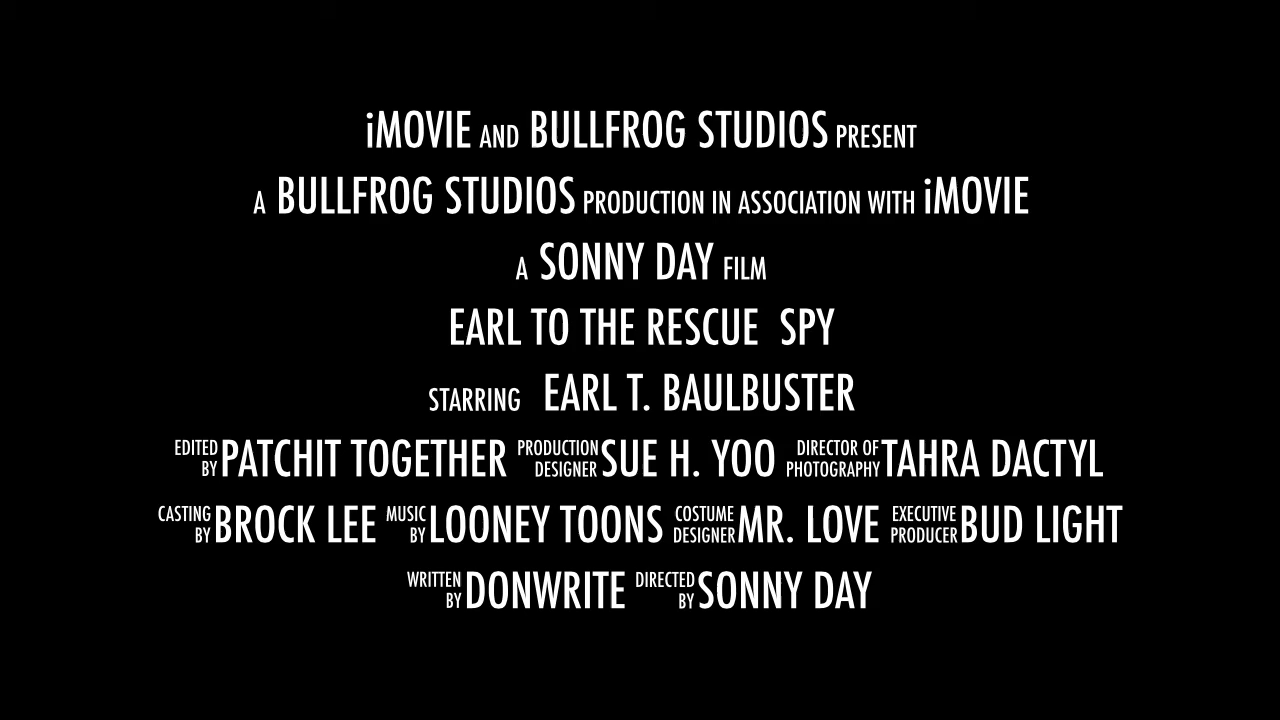 iMOVIE AND BULLFROG STUDIOS PRESENT
A BULLFROG STUDIOS PRODUCTION IN ASSOCIATION WITH iMOVIE
A SONNY DAY FILM
EARL TO THE RESCUE SPY
STARRING EARL T. BAULBUSTER
EDITED BY PATCHIT TOGETHER PRODUCTION DESIGNER SUE H. YOO DIRECTOR OF PHOTOGRAPHY TAHRA DACTYL
CASTING BY BROCK LEE MUSIC BY LOONEY TOONS COSTUME DESIGNER MR. LOVE EXECUTIVE PRODUCER BUD LIGHT
WRITTEN BY DONWRITE DIRECTED BY SONNY DAY